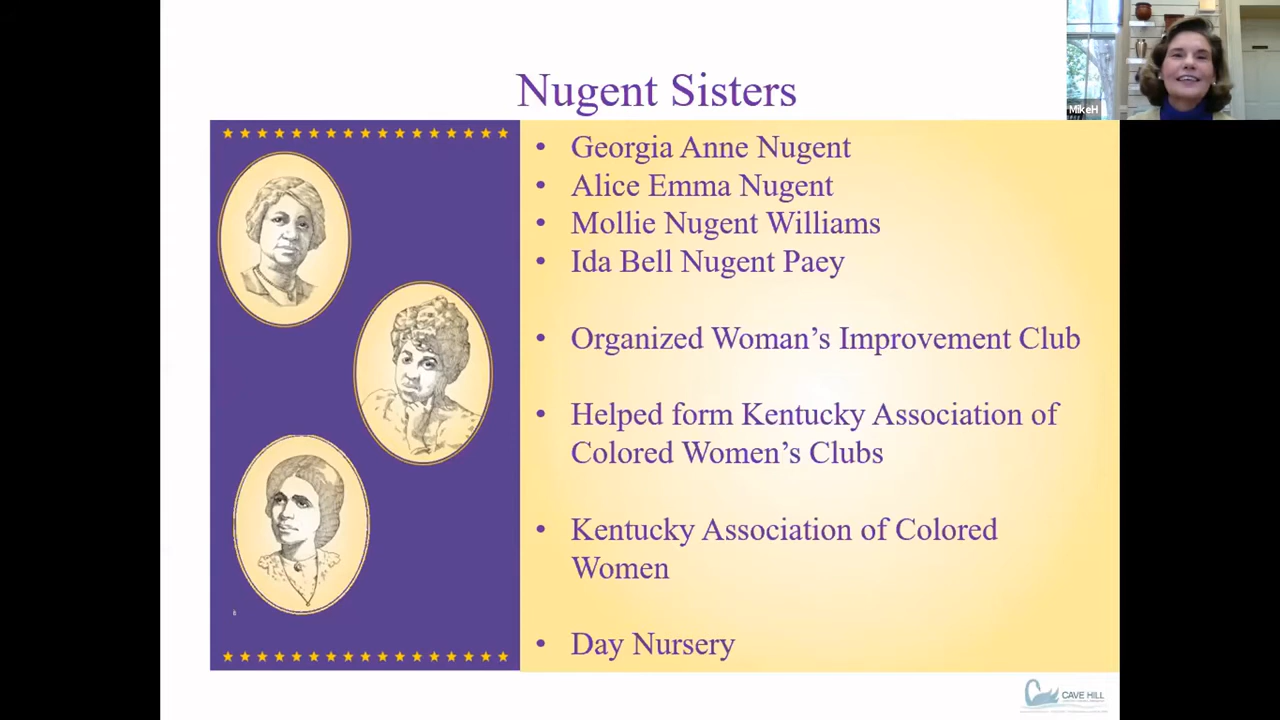 Nugent Sisters
MikeH
• Georgia Anne Nugent
• Alice Emma Nugent
• Mollie Nugent Williams
• Ida Bell Nugent Paey
• Organized Woman’s Improvement Club
• Helped form Kentucky Association of
Colored Women’s Clubs
• Kentucky Association of Colored
Women
• Day Nursery
CAVE HILL